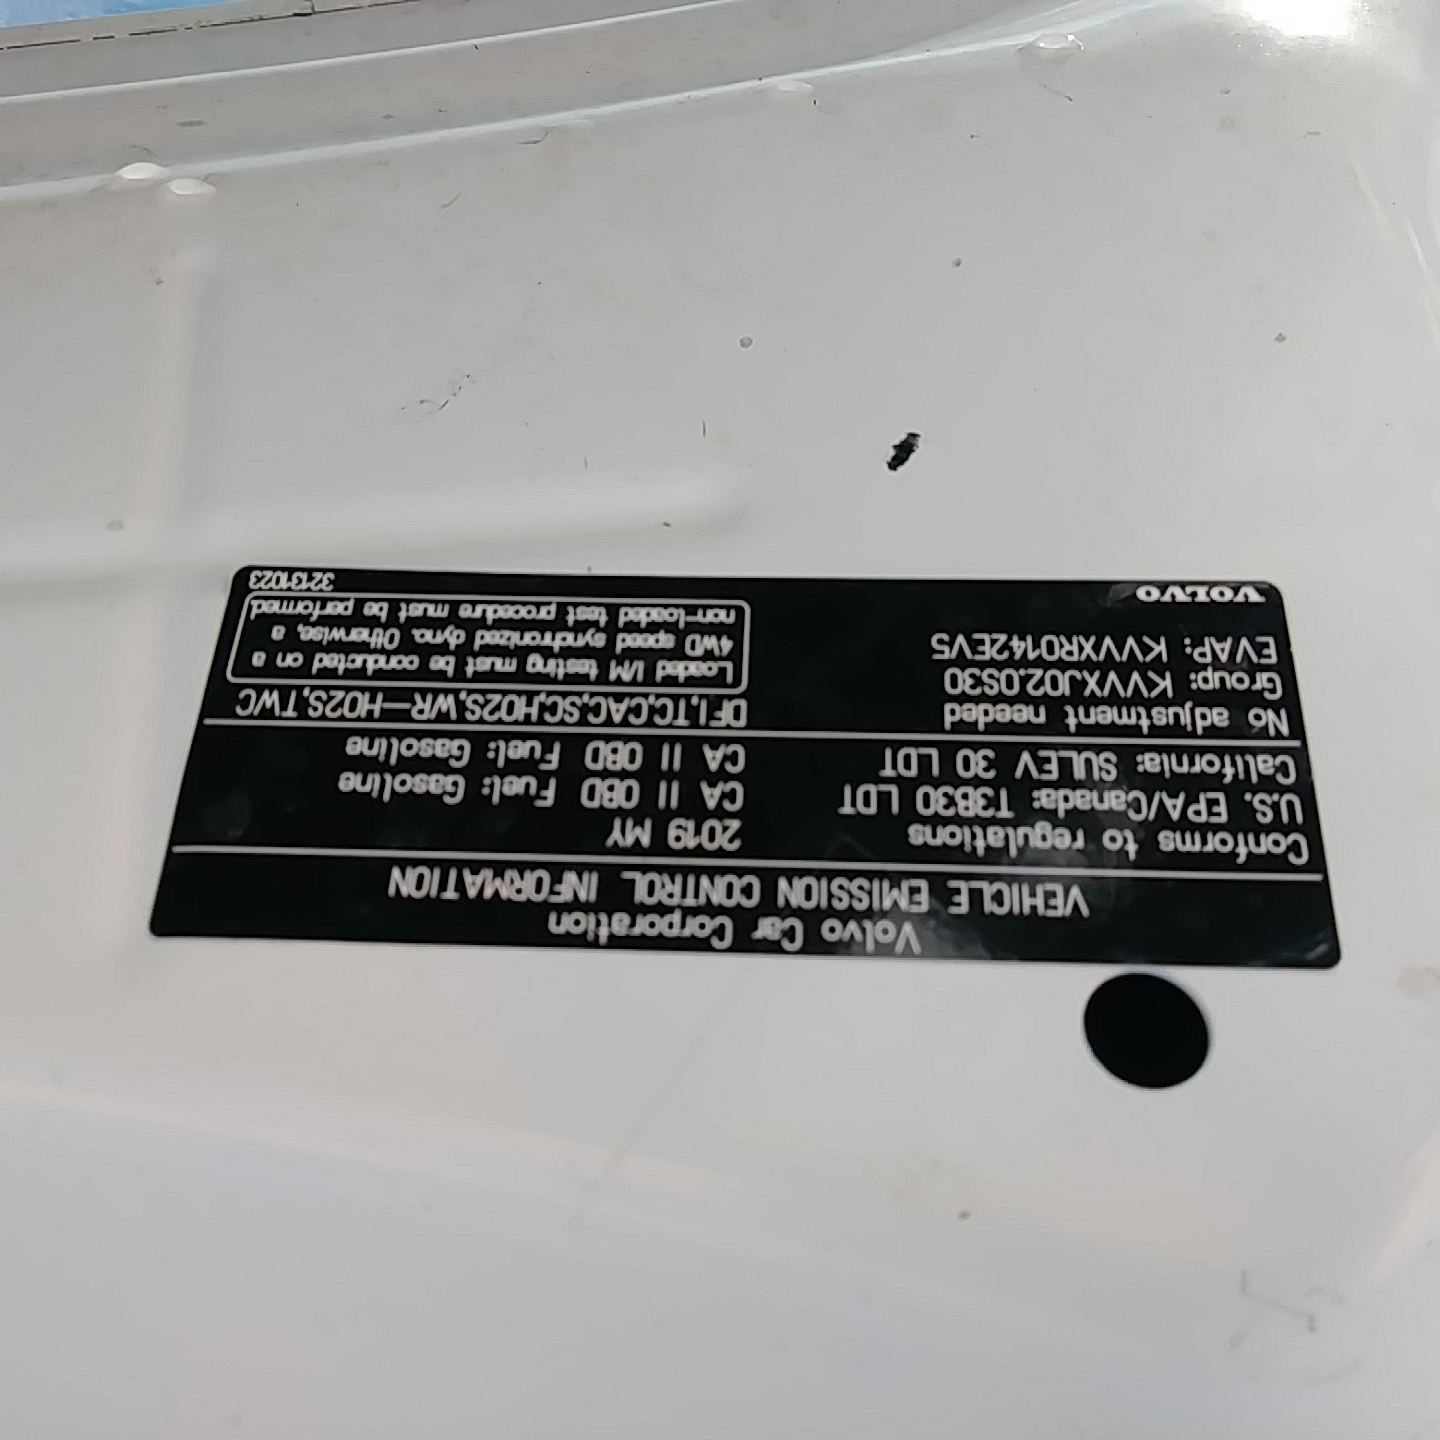 Volvo Car Corporation
VEHICLE EMISSION CONTROL INFORMATION
Conforms to regulations 2019 MY
U.S. EPA/Canada: T3B30 LDT CA II OBD Fuel: Gasoline
California: SULEV 30 LDT CA II OBD Fuel: Gasoline
No adjustment needed
Group: KVVXJ02.0S30
EVAP: KVVXR0142EV5
VOLVO
DFI,TC,CAC,SC,HO2S,WR—HO2S,TWC
Loaded I/M testing must be conducted on a
4WD speed synchronized dyno. Otherwise, a
non-loaded test procedure must be performed
32131023